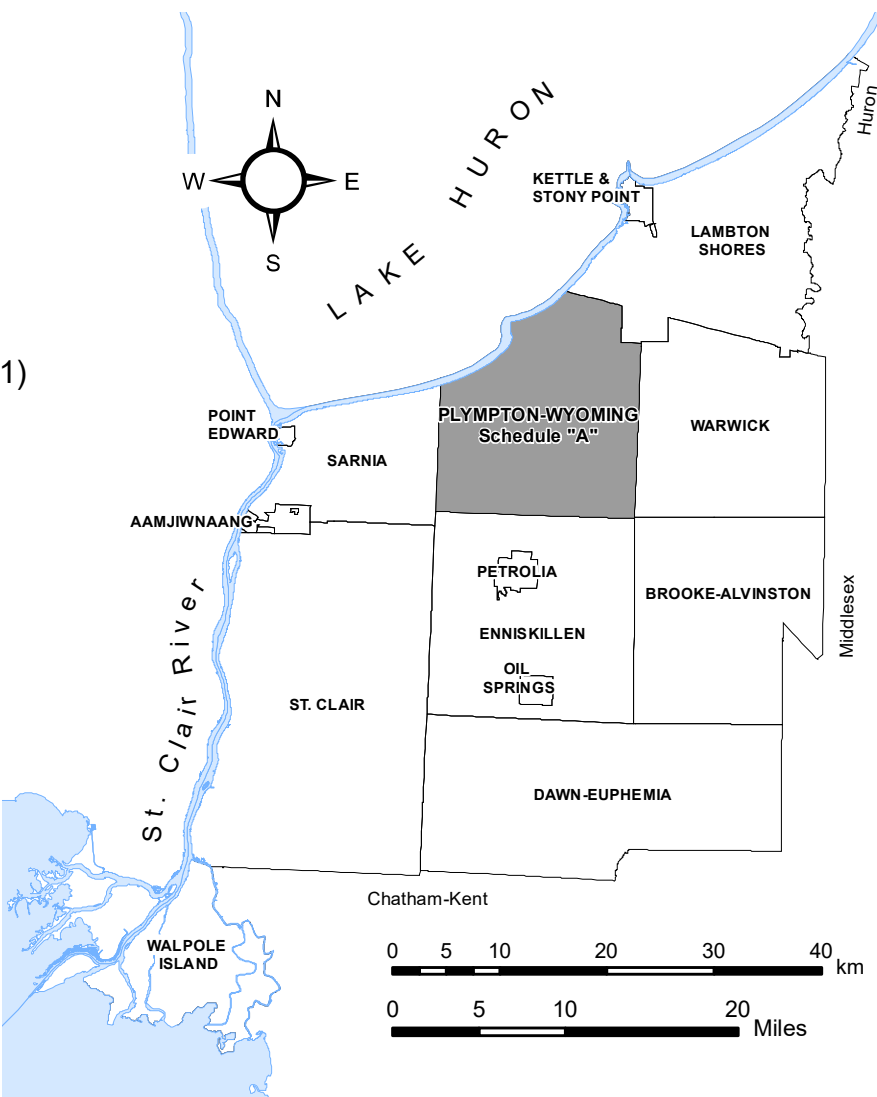 N
W
E
S
LAKE HURON
Huron
KETTLE &
STONY POINT
LAMBTON
SHORES
1)
POINT
EDWARD
PLYMPTON-WYOMING
Schedule "A"
WARWICK
SARNIA
AAMJIWNAANG
PETROLIA
BROOKE-ALVINSTON
Middlesex
ENNISKILLEN
OIL
SPRINGS
St. Clair River
ST. CLAIR
DAWN-EUPHEMIA
Chatham-Kent
WALPOLE
ISLAND
0 5 10 20 30 40
km
0 5 10 20
Miles